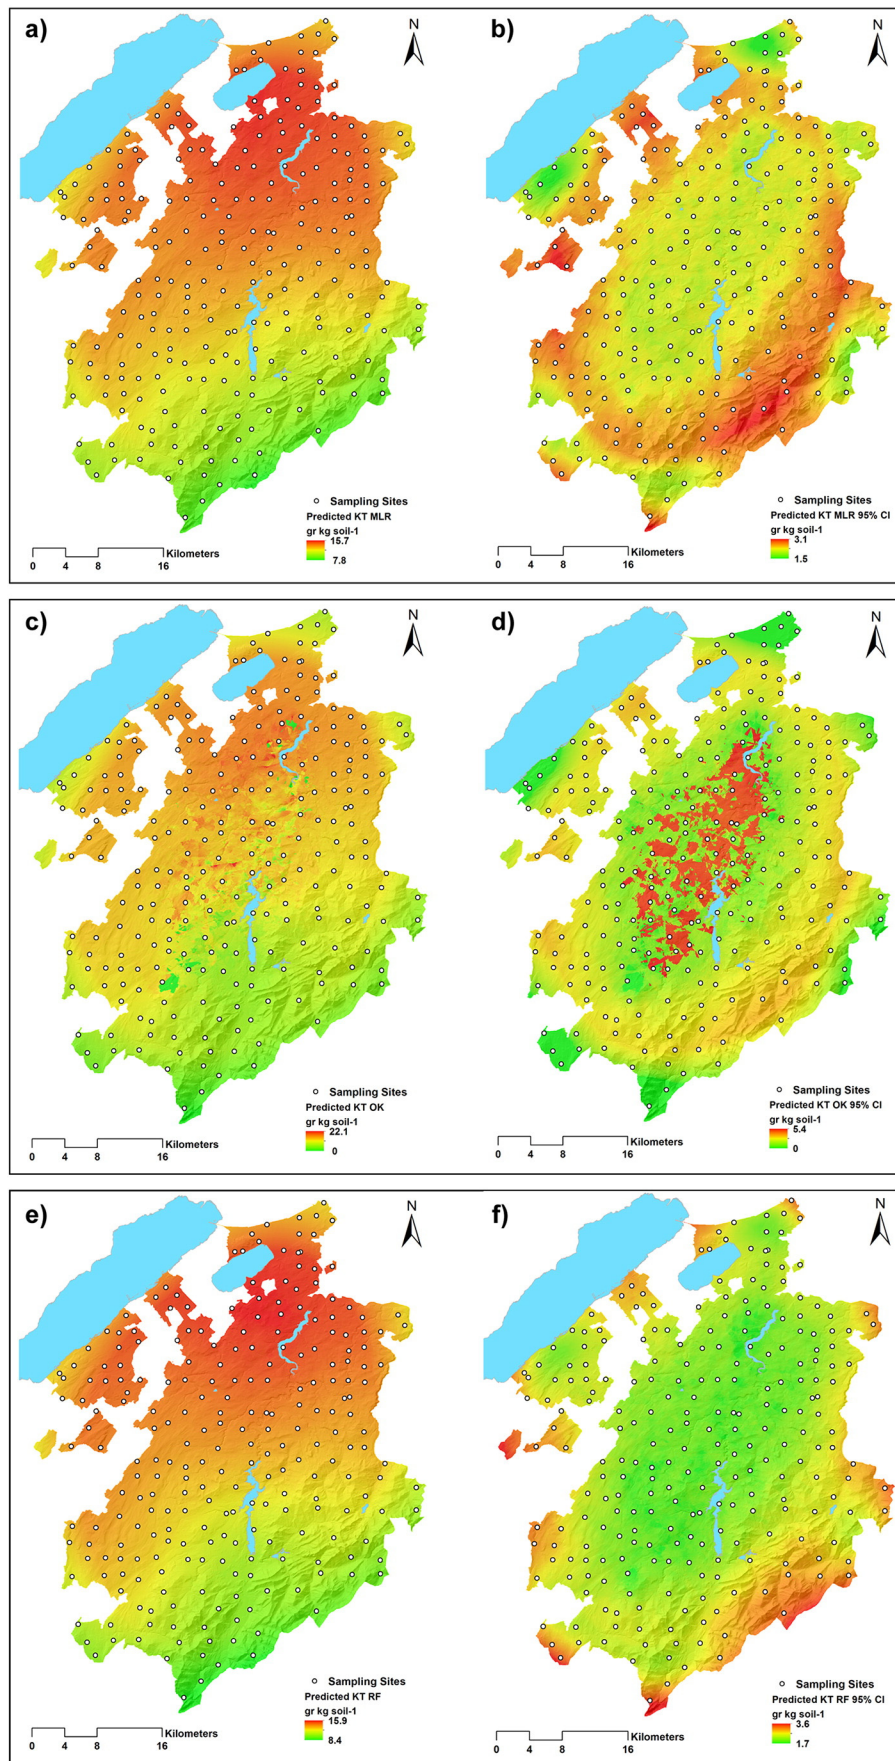 a)
N
Sampling Sites
Predicted KT MLR
gr kg soil-1
15.7
7.8
Kilometers
0 4 8 16
b)
N
Sampling Sites
Predicted KT MLR 95% CI
gr kg soil-1
3.1
1.5
Kilometers
0 4 8 16
c)
N
Sampling Sites
Predicted KT OK
gr kg soil-1
22.1
0
Kilometers
0 4 8 16
d)
N
Sampling Sites
Predicted KT OK 95% CI
gr kg soil-1
5.4
0
Kilometers
0 4 8 16
e)
N
Sampling Sites
Predicted KT RF
gr kg soil-1
15.9
8.4
Kilometers
0 4 8 16
f)
N
Sampling Sites
Predicted KT RF 95% CI
gr kg soil-1
3.6
1.7
Kilometers
0 4 8 16